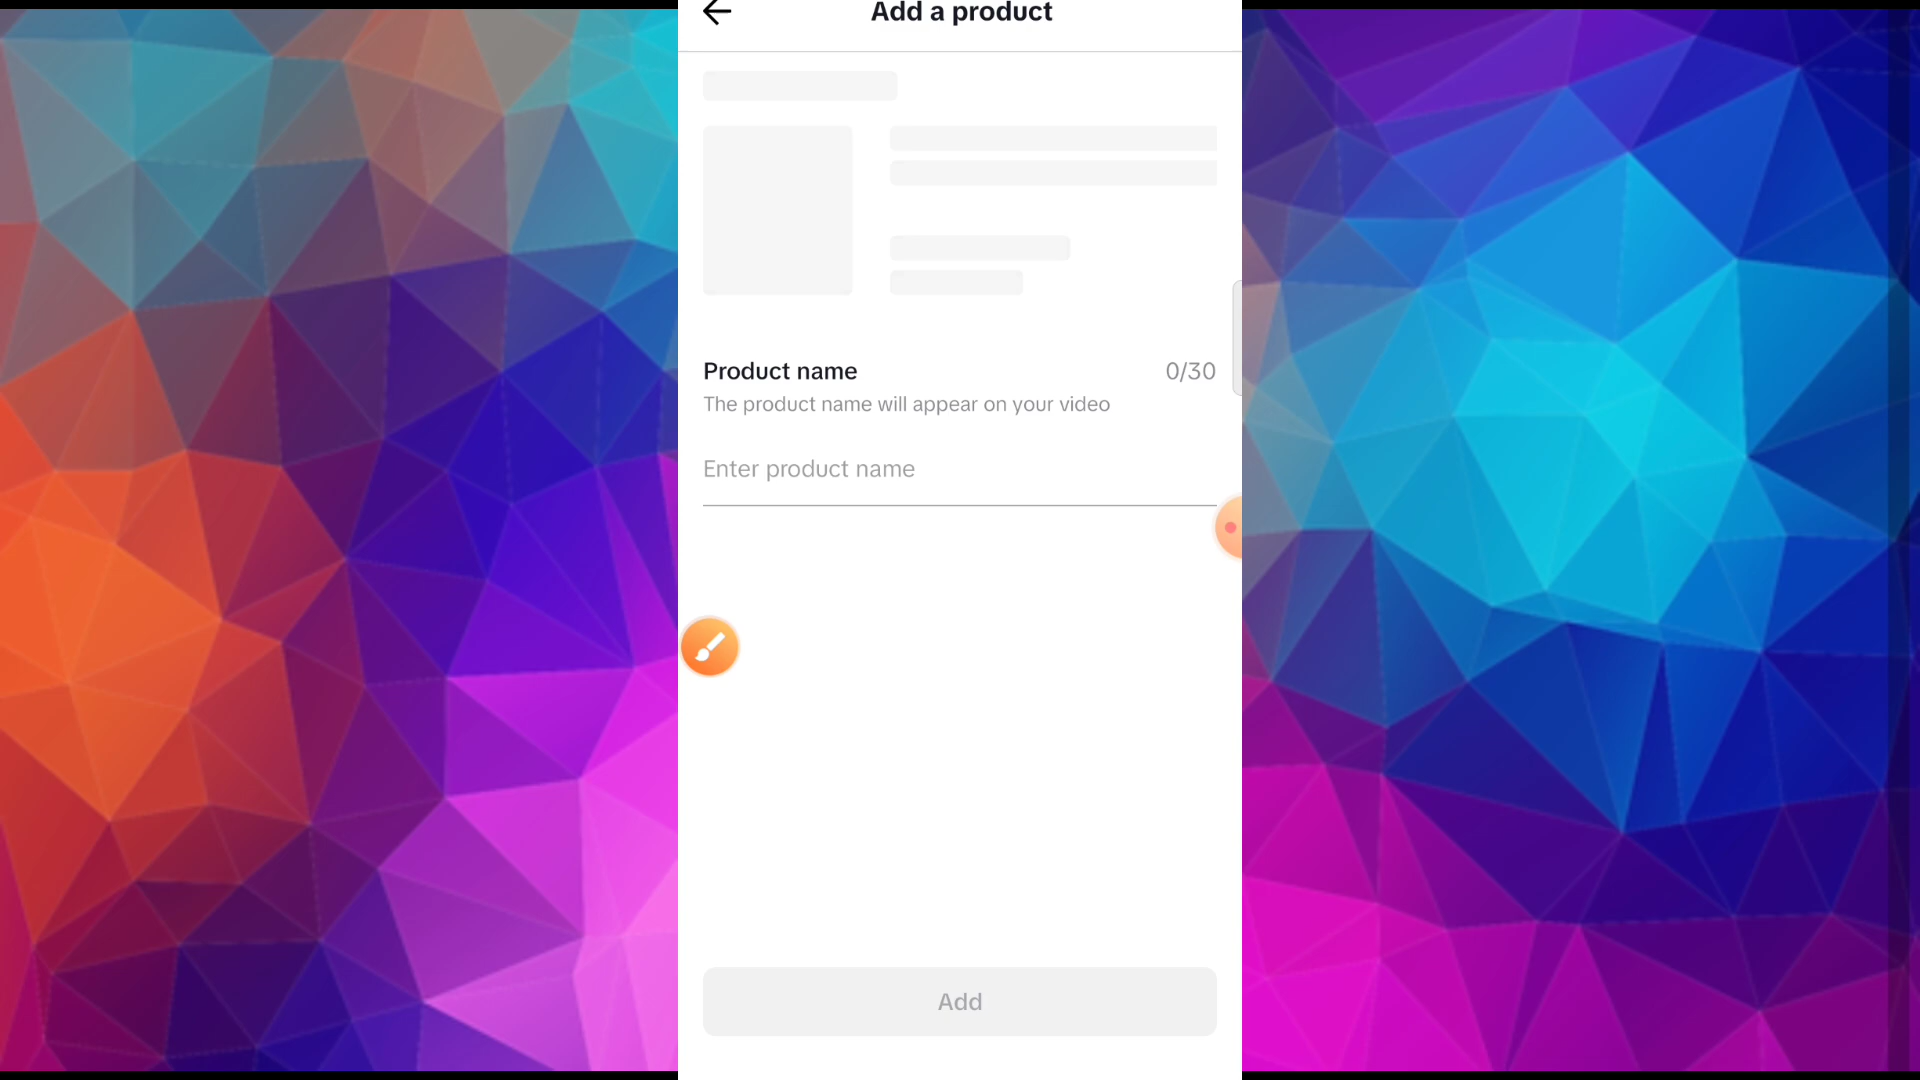 Add a product
Product name 0/30
The product name will appear on your video
Enter product name
Add